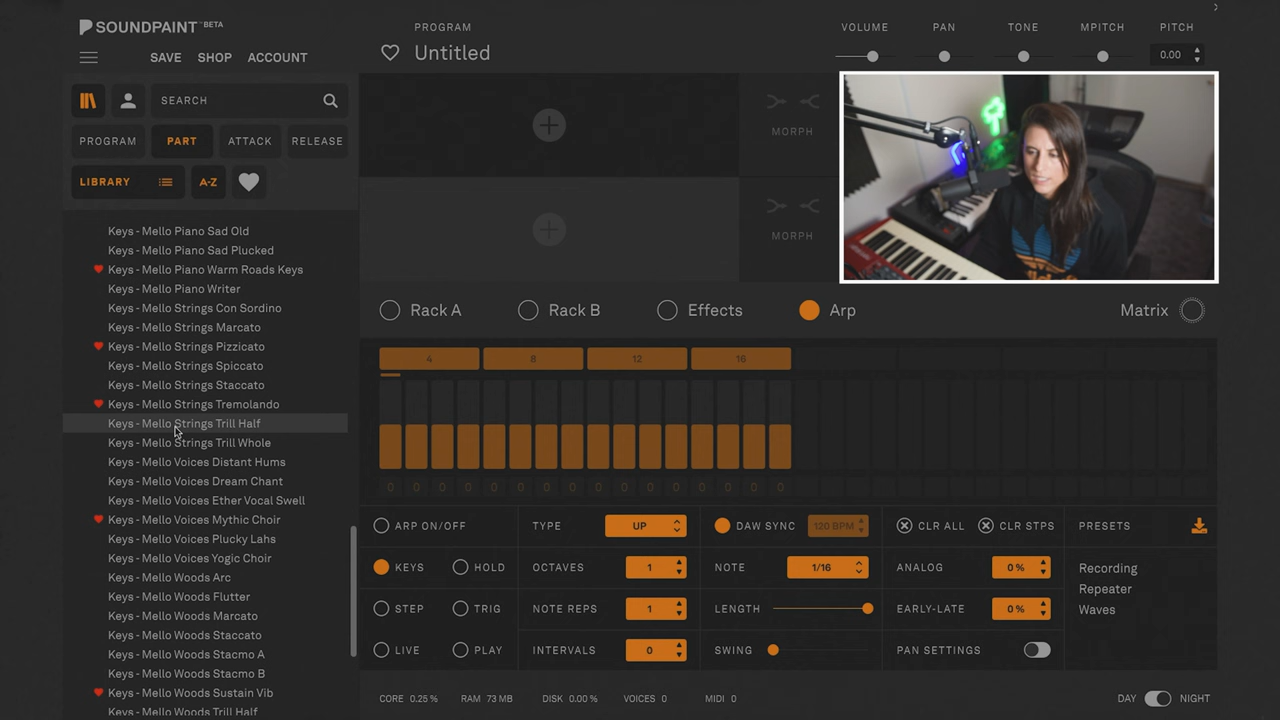 SOUNDPAINT BETA
SAVE SHOP ACCOUNT
SEARCH
PROGRAM PART ATTACK RELEASE
LIBRARY A-Z
Keys - Mello Piano Sad Old
Keys - Mello Piano Sad Plucked
Keys - Mello Piano Warm Roads Keys
Keys - Mello Piano Writer
Keys - Mello Strings Con Sordino
Keys - Mello Strings Marcato
Keys - Mello Strings Pizzicato
Keys - Mello Strings Spiccato
Keys - Mello Strings Staccato
Keys - Mello Strings Tremolando
Keys - Mello Strings Trill Half
Keys - Mello Strings Trill Whole
Keys - Mello Voices Distant Hums
Keys - Mello Voices Dream Chant
Keys - Mello Voices Ether Vocal Swell
Keys - Mello Voices Mythic Choir
Keys - Mello Voices Plucky Lahs
Keys - Mello Voices Yogic Choir
Keys - Mello Woods Arc
Keys - Mello Woods Flutter
Keys - Mello Woods Marcato
Keys - Mello Woods Staccato
Keys - Mello Woods Stacmo A
Keys - Mello Woods Stacmo B
Keys - Mello Woods Sustain Vib
Keys - Mello Woods Trill Half
PROGRAM
Untitled
VOLUME PAN TONE MPITCH PITCH
0.00
MORPH
MORPH
Rack A Rack B Effects Arp Matrix
4 8 12 16
0 0 0 0 0 0 0 0 0 0 0 0 0 0 0 0
ARP ON/OFF TYPE UP DAW SYNC 120 BPM CLR ALL CLR STPS PRESETS
KEYS HOLD OCTAVES 1 NOTE 1/16 ANALOG 0 % Recording
Repeater
STEP TRIG NOTE REPS 1 LENGTH EARLY-LATE 0 % Waves
LIVE PLAY INTERVALS 0 SWING PAN SETTINGS
CORE 0.25 % RAM 73 MB DISK 0.00 % VOICES 0 MIDI 0 DAY NIGHT